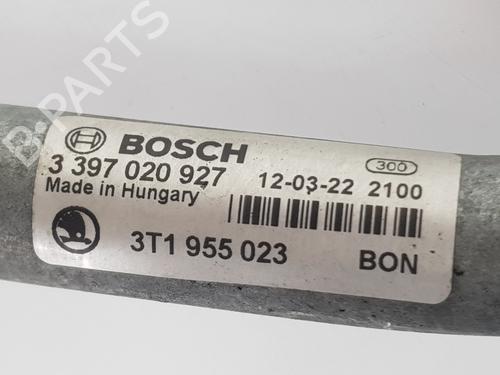 B-PARTS
BOSCH
300
3 397 020 927 12-03-22 2100
Made in Hungary
3T1 955 023 BON